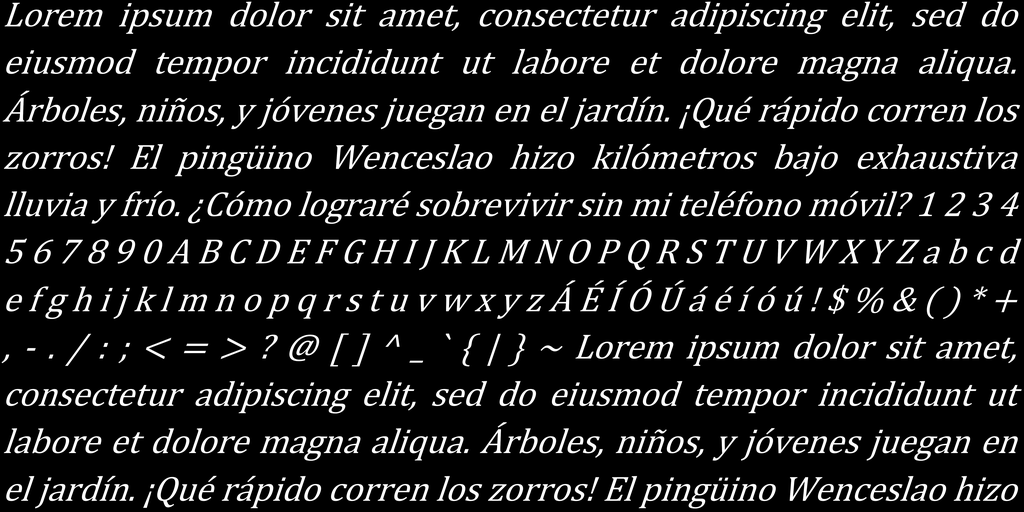 Lorem ipsum dolor sit amet, consectetur adipiscing elit, sed do
eiusmod tempor incididunt ut labore et dolore magna aliqua.
Árboles, niños, y jóvenes juegan en el jardín. ¡Qué rápido corren los
zorros! El pingüino Wenceslao hizo kilómetros bajo exhaustiva
lluvia y frío. ¿Cómo lograré sobrevivir sin mi teléfono móvil? 1 2 3 4
5 6 7 8 9 0 A B C D E F G H I J K L M N O P Q R S T U V W X Y Z a b c d
e f g h i j k l m n o p q r s t u v w x y z Á É Í Ó Ú á é í ó ú ! $ % & ( ) * +
, - . / : ; < = > ? @ [ ] ^ _ ` { | } ~ Lorem ipsum dolor sit amet,
consectetur adipiscing elit, sed do eiusmod tempor incididunt ut
labore et dolore magna aliqua. Árboles, niños, y jóvenes juegan en
el jardín. ¡Qué rápido corren los zorros! El pingüino Wenceslao hizo